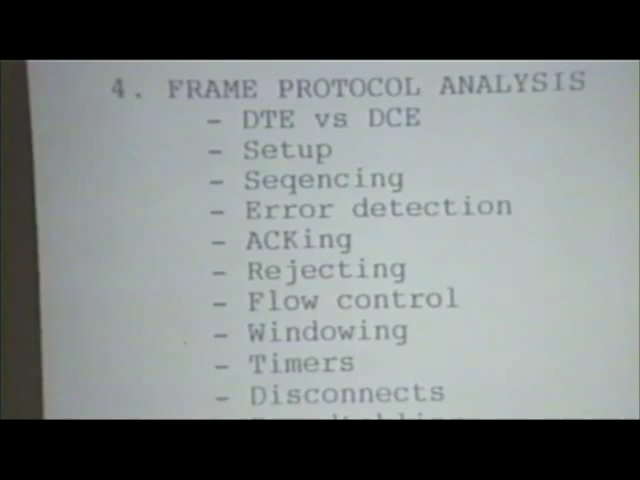 4. FRAME PROTOCOL ANALYSIS
- DTE vs DCE
- Setup
- Seqencing
- Error detection
- ACKing
- Rejecting
- Flow control
- Windowing
- Timers
- Disconnects